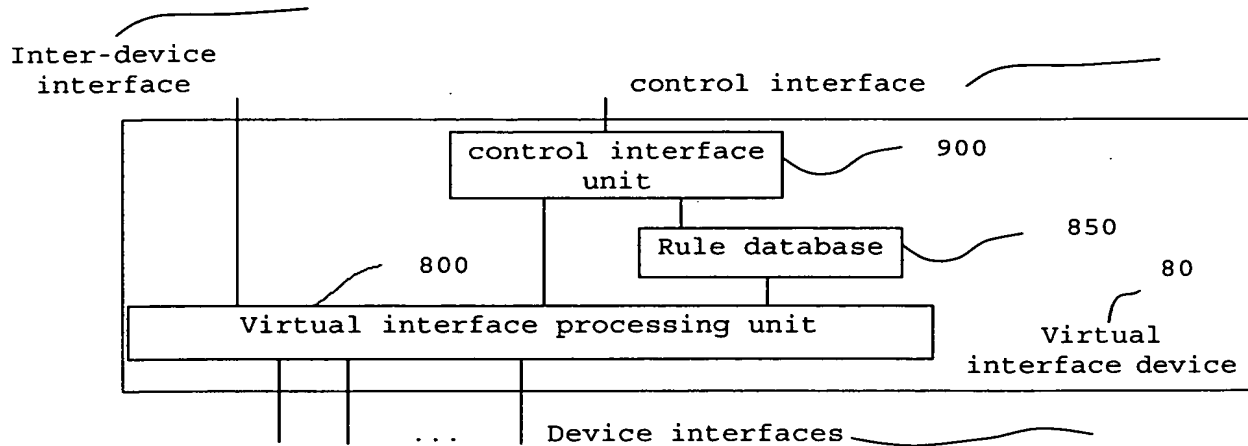 Inter-device
interface
control interface
control interface
unit
900
Rule database
850
800
80
Virtual interface processing unit
Virtual
interface device
... Device interfaces